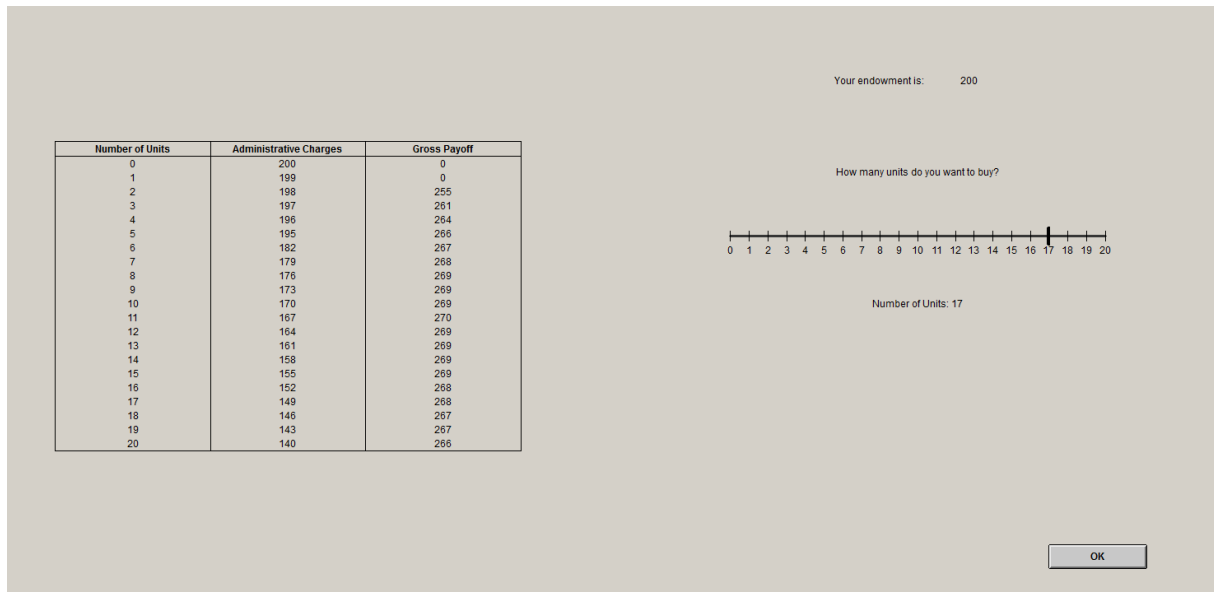 Your endowment is: 200
Number of Units Administrative Charges Gross Payoff
0 200 0
1 199 0
2 198 255
3 197 261
4 196 264
5 195 266
6 182 267
7 179 268
8 176 269
9 173 269
10 170 269
11 167 270
12 164 269
13 161 269
14 158 269
15 155 269
16 152 268
17 149 268
18 146 267
19 143 267
20 140 266
How many units do you want to buy?
0 1 2 3 4 5 6 7 8 9 10 11 12 13 14 15 16 17 18 19 20
Number of Units: 17
OK